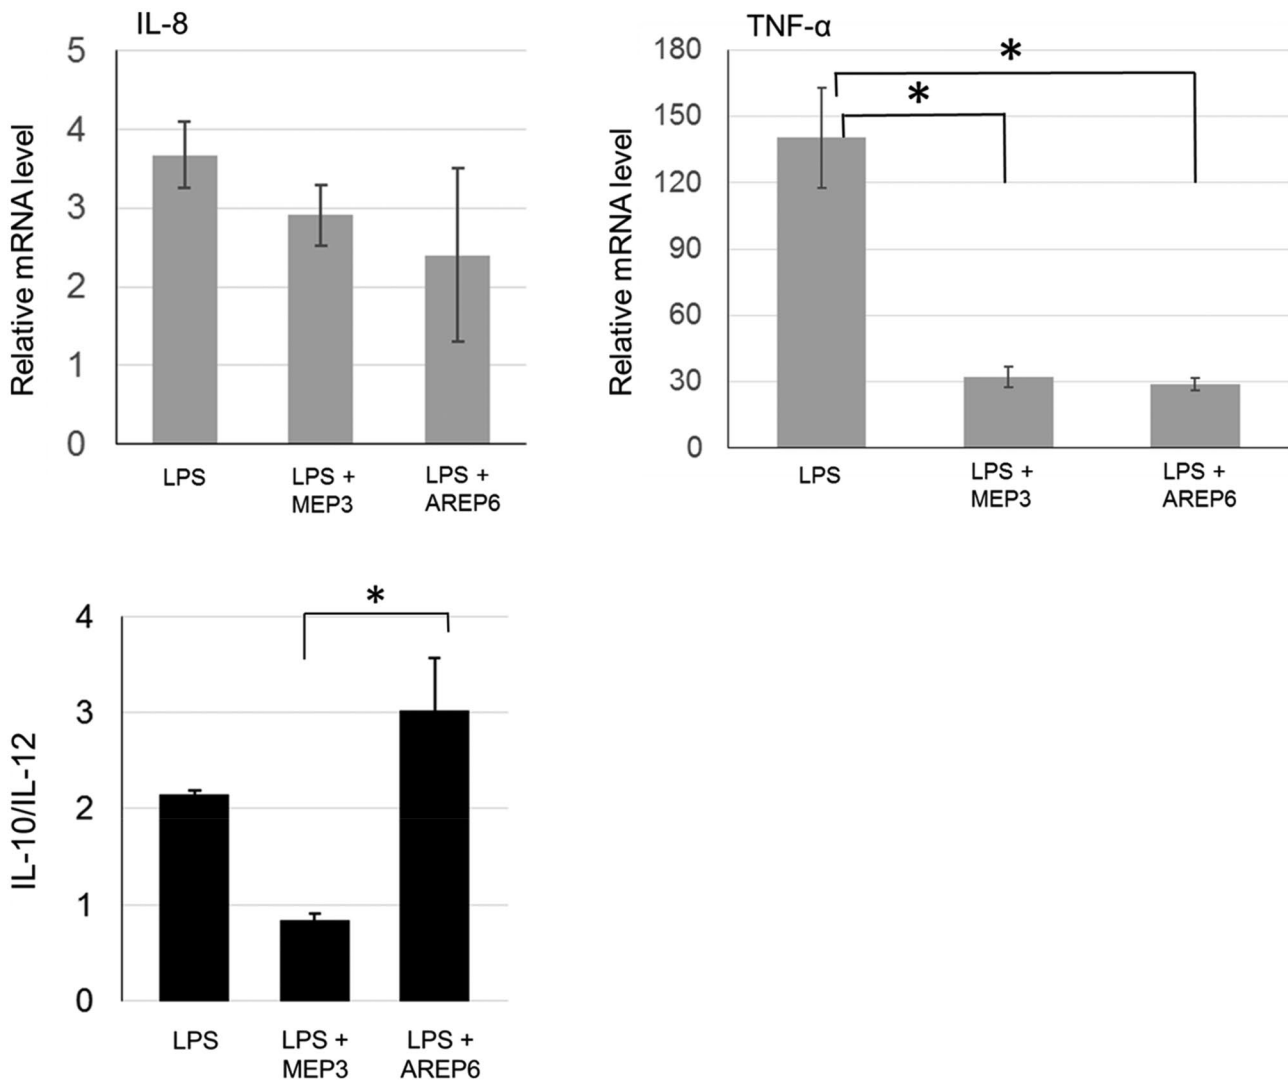 IL-8
Relative mRNA level
5
4
3
2
1
0
LPS
LPS +
MEP3
LPS +
AREP6
TNF-α
Relative mRNA level
180
150
120
90
60
30
0
*
*
LPS
LPS +
MEP3
LPS +
AREP6
IL-10/IL-12
4
3
2
1
0
*
LPS
LPS +
MEP3
LPS +
AREP6